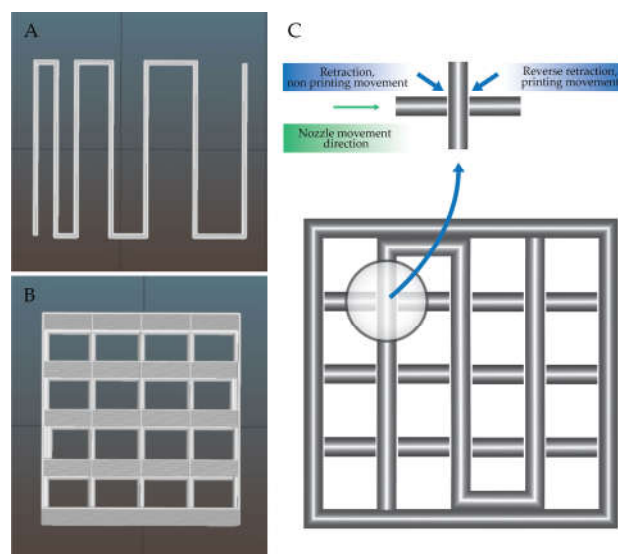 A
B
C
Retraction,
non printing movement
Reverse retraction,
printing movement
Nozzle movement
direction